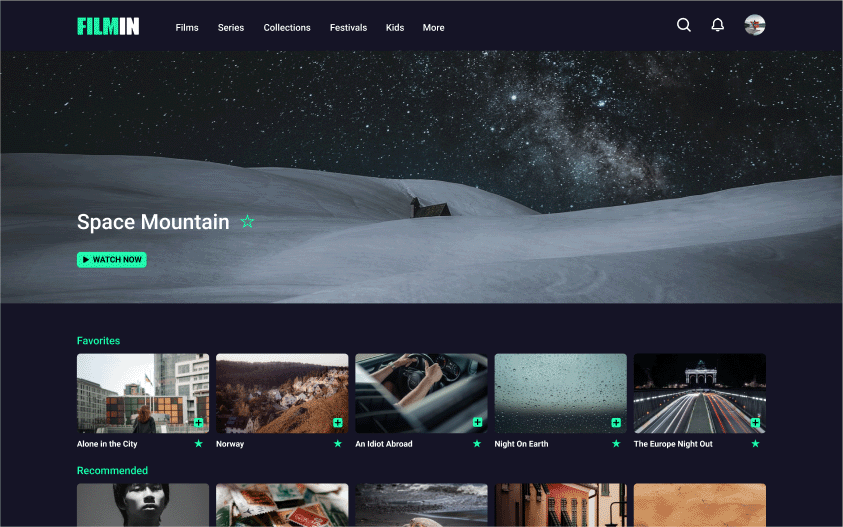 FILMIN
Films Series Collections Festivals Kids More
Space Mountain
WATCH NOW
Favorites
Alone in the City
Norway
An Idiot Abroad
Night On Earth
The Europe Night Out
Recommended